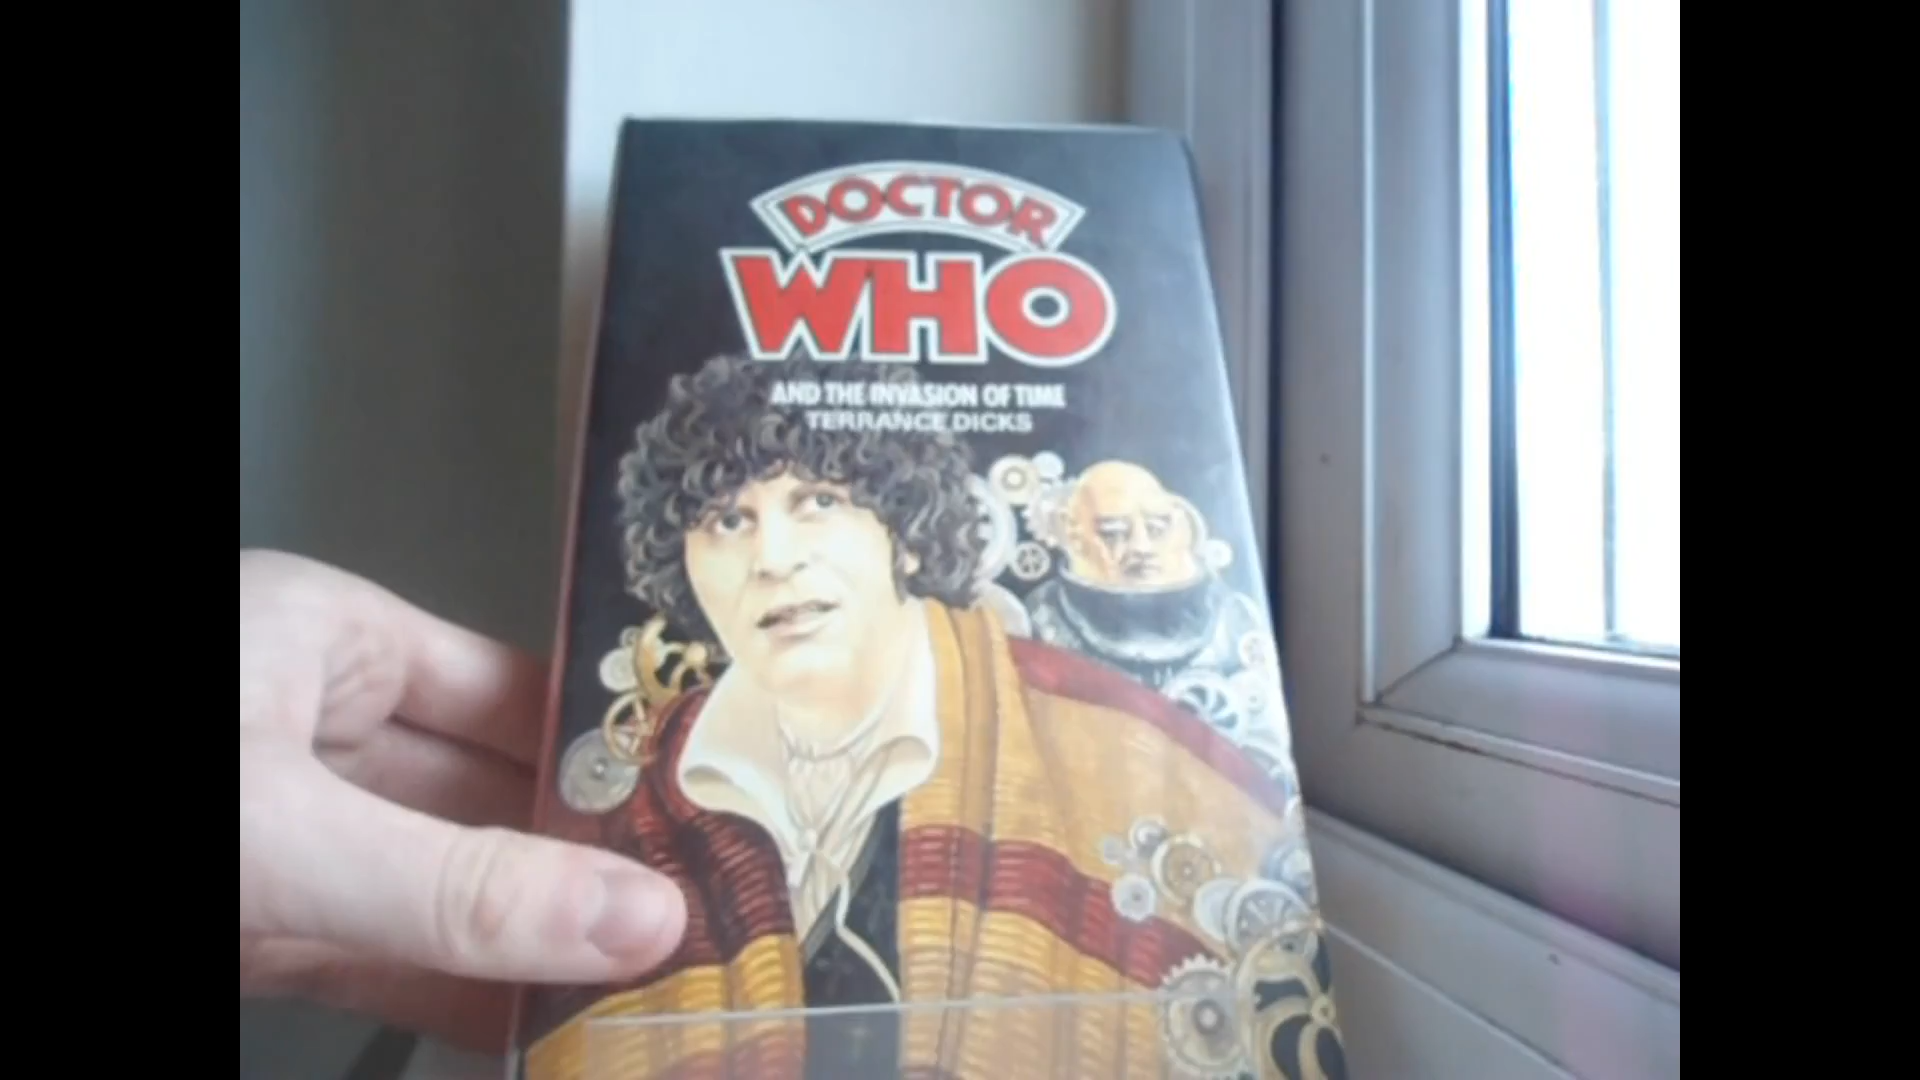 DOCTOR
WHO
AND THE INVASION OF TIME
TERRANCE DICKS